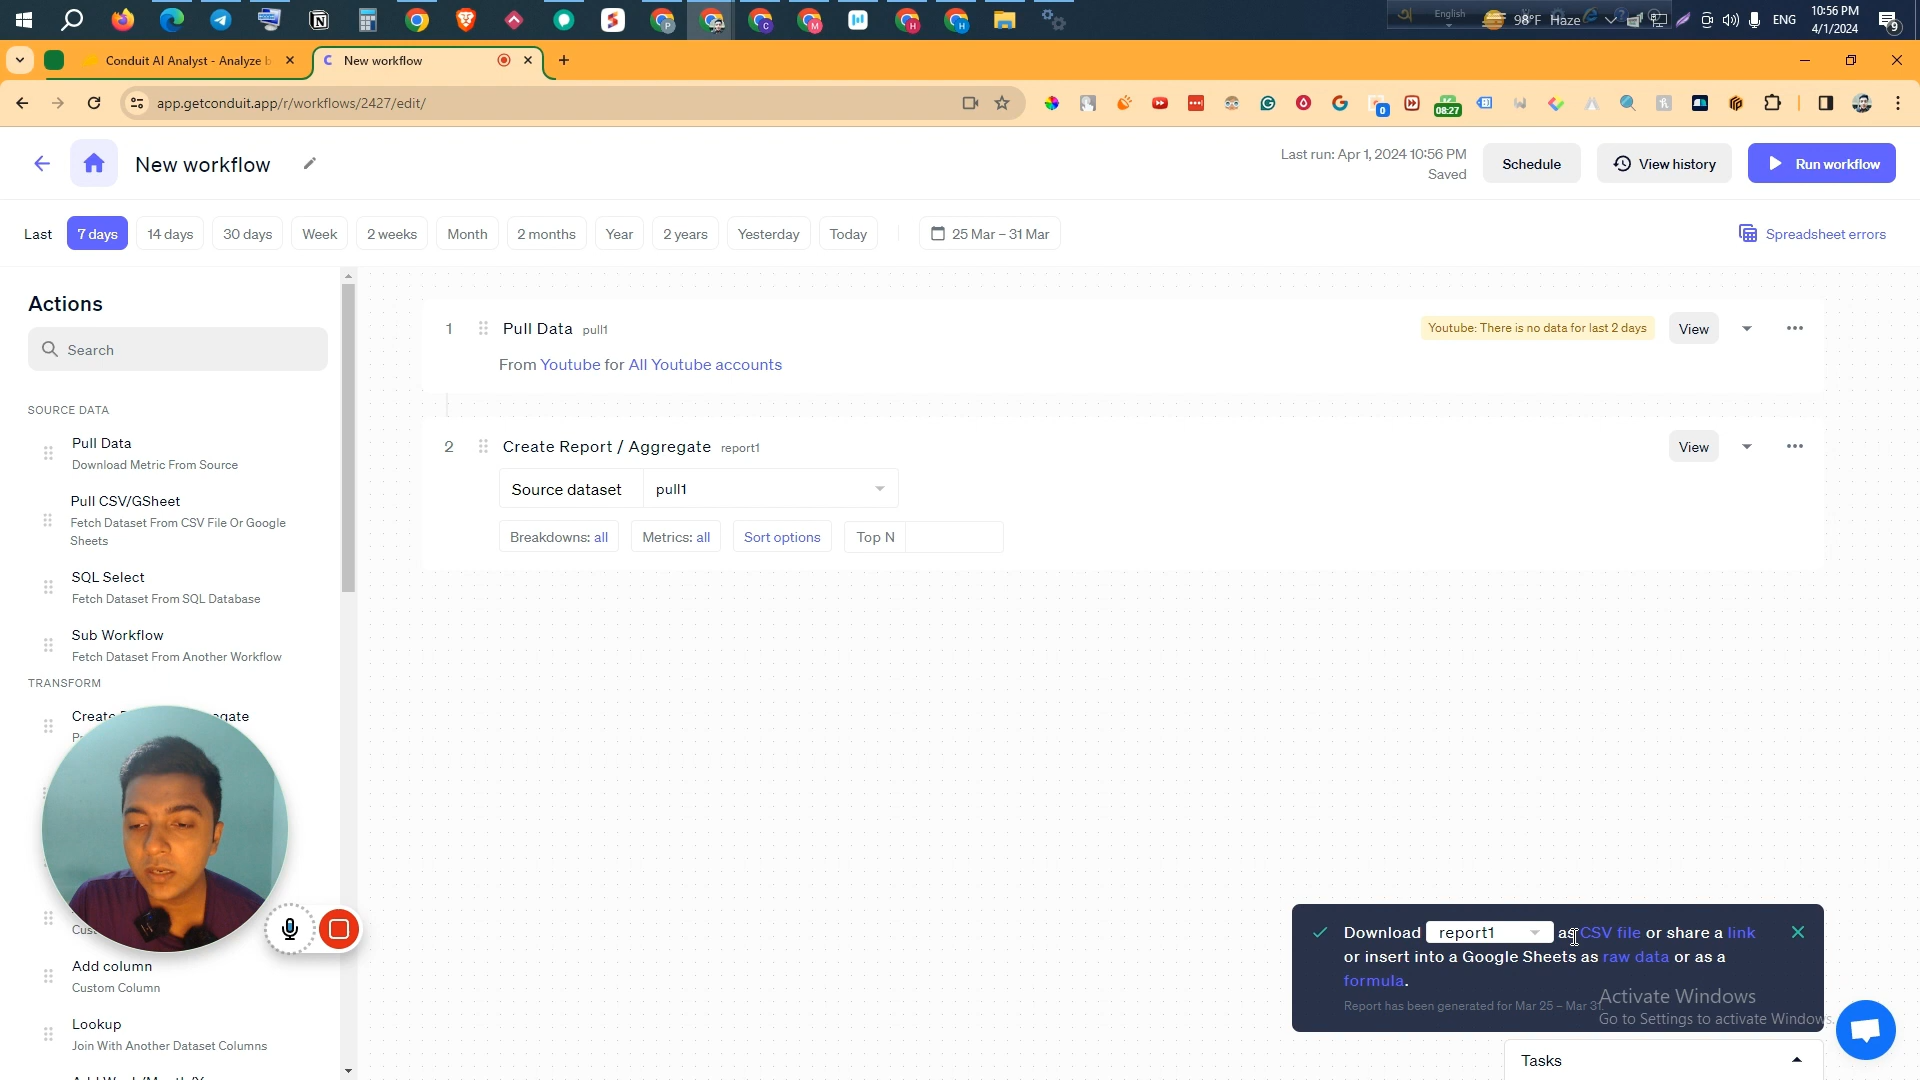 English
98°F Haze
ENG
10:56 PM
4/1/2024
9
Conduit AI Analyst - Analyze b
New workflow
app.getconduit.app/r/workflows/2427/edit/
0
08:27
New workflow
Last run: Apr 1, 2024 10:56 PM
Saved
Schedule
View history
Run workflow
Last
7 days
14 days
30 days
Week
2 weeks
Month
2 months
Year
2 years
Yesterday
Today
25 Mar – 31 Mar
Spreadsheet errors
Actions
Search
SOURCE DATA
Pull Data
Download Metric From Source
Pull CSV/GSheet
Fetch Dataset From CSV File Or Google
Sheets
SQL Select
Fetch Dataset From SQL Database
Sub Workflow
Fetch Dataset From Another Workflow
TRANSFORM
Add column
Custom Column
Lookup
Join With Another Dataset Columns
1
Pull Data pull1
Youtube: There is no data for last 2 days
View
From Youtube for All Youtube accounts
2
Create Report / Aggregate report1
View
Source dataset
pull1
Breakdowns: all
Metrics: all
Sort options
Top N
Download report1 as CSV file or share a link
or insert into a Google Sheets as raw data or as a
formula.
Report has been generated for Mar 25 – Mar 31
Activate Windows
Go to Settings to activate Windows.
Tasks